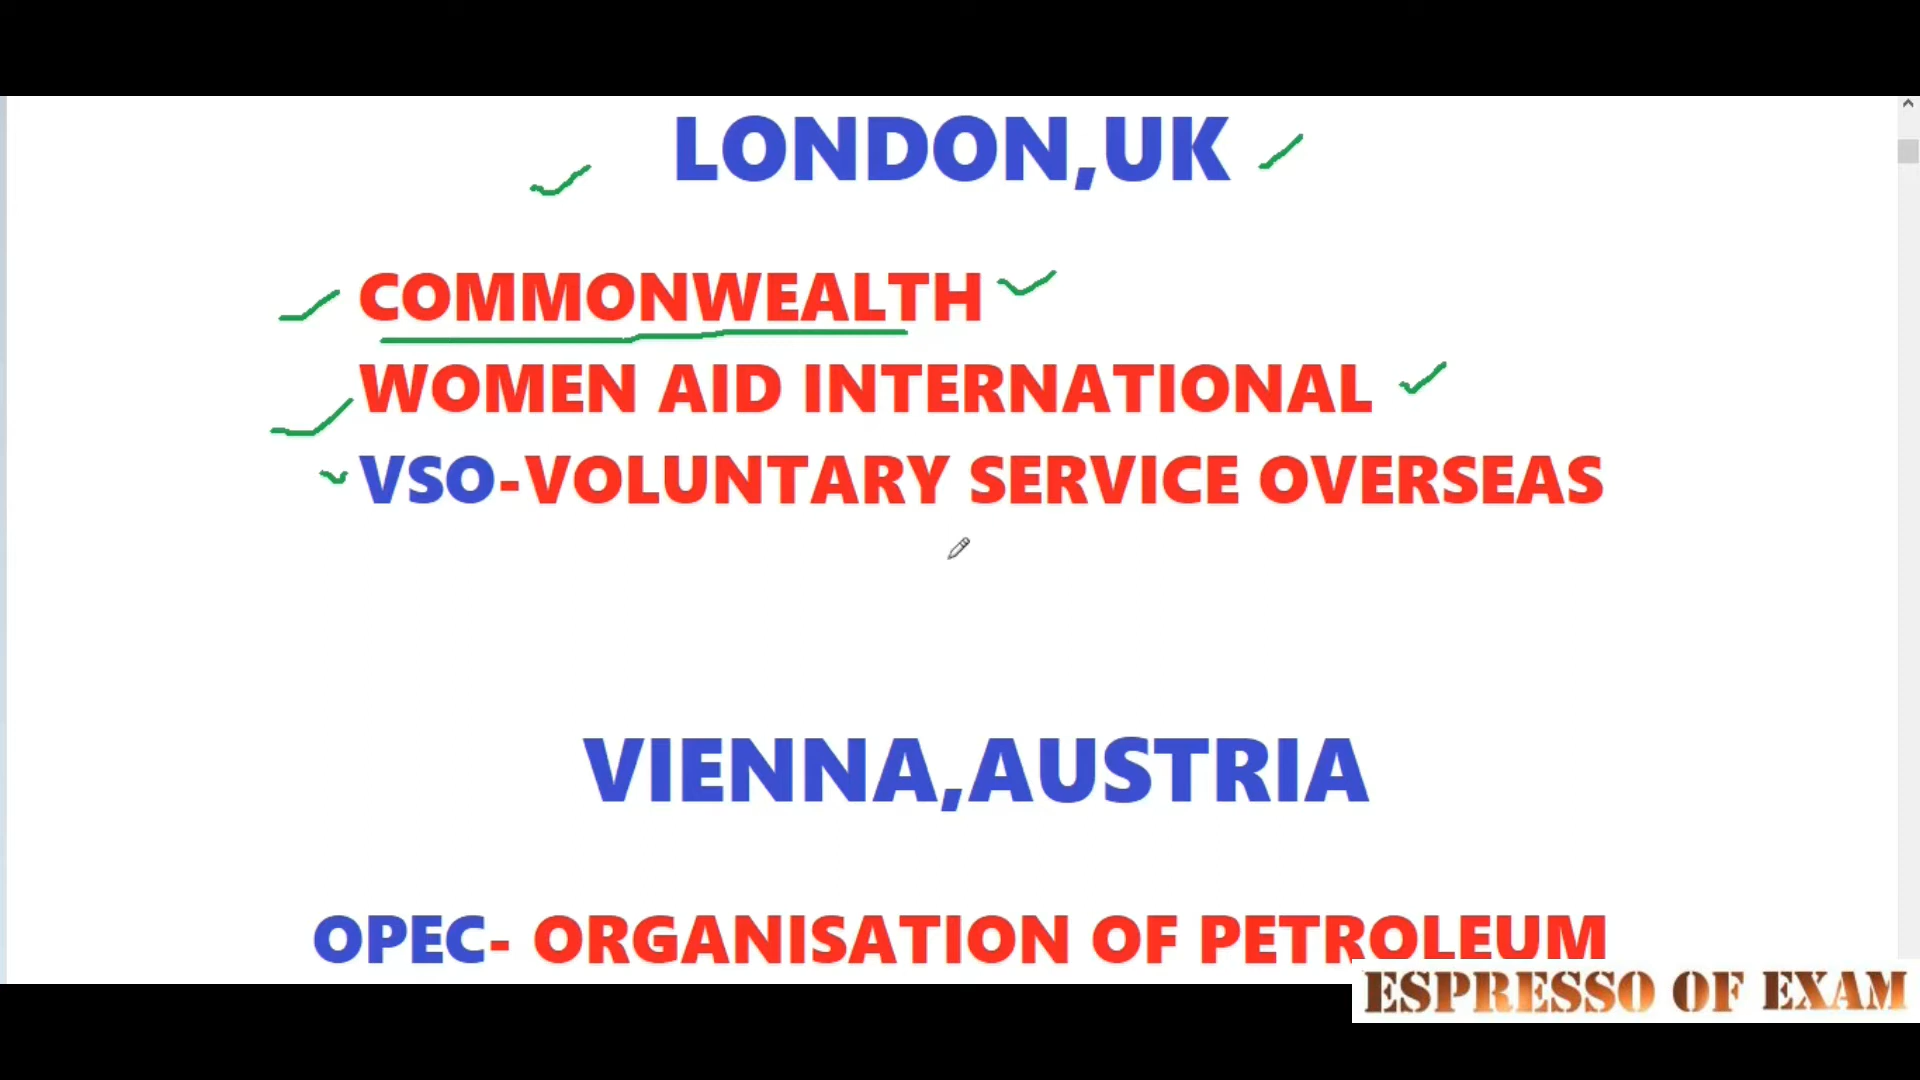 LONDON,UK
COMMONWEALTH
WOMEN AID INTERNATIONAL
VSO-VOLUNTARY SERVICE OVERSEAS
VIENNA,AUSTRIA
OPEC- ORGANISATION OF PETROLEUM
ESPRESSO OF EXAM